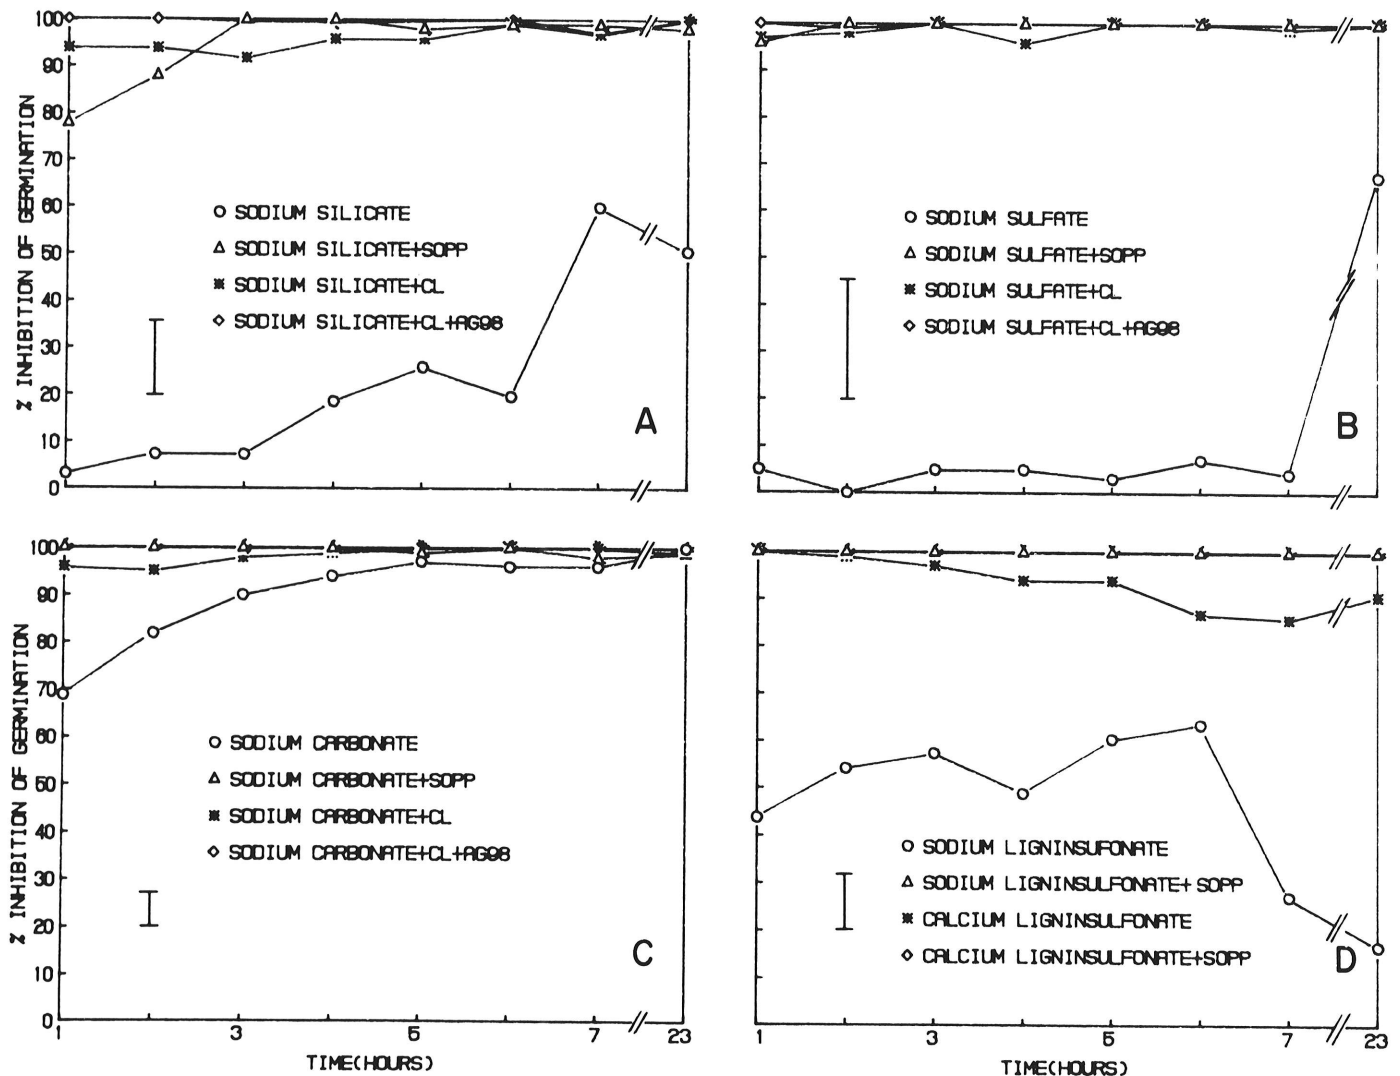 % INHIBITION OF GERMINATION
100
90
80
70
60
50
40
30
20
10
0
SODIUM SILICATE
SODIUM SILICATE+SOPP
SODIUM SILICATE+CL
SODIUM SILICATE+CL+AG98
A
SODIUM SULFATE
SODIUM SULFATE+SOPP
SODIUM SULFATE+CL
SODIUM SULFATE+CL+AG98
B
% INHIBITION OF GERMINATION
100
90
80
70
60
50
40
30
20
10
0
SODIUM CARBONATE
SODIUM CARBONATE+SOPP
SODIUM CARBONATE+CL
SODIUM CARBONATE+CL+AG98
C
1 3 5 7 23
TIME(HOURS)
SODIUM LIGNINSUFONATE
SODIUM LIGNINSULFONATE+SOPP
CALCIUM LIGNINSULFONATE
CALCIUM LIGNINSULFONATE+SOPP
D
1 3 5 7 23
TIME(HOURS)